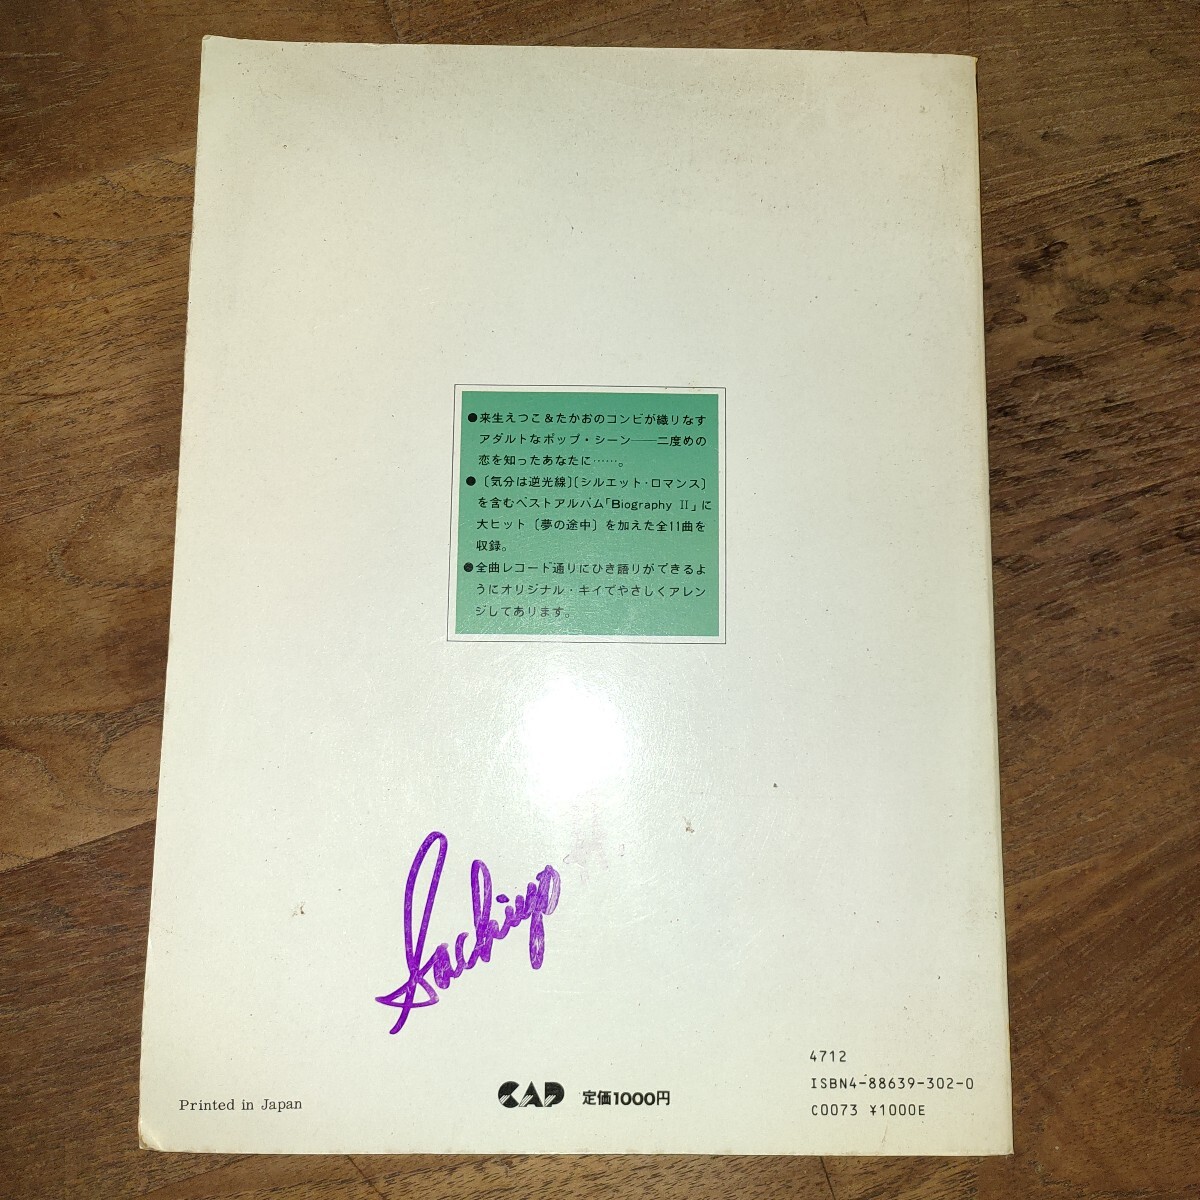 ●来生えつこ&たかおのコンビが織りなす
アダルトなポップ・シーン──二度めの
恋を知ったあなたに……。
●〔気分は逆光線〕〔シルエット・ロマンス〕
を含むベストアルバム「Biography II」に
大ヒット〔夢の途中〕を加えた全11曲を
収録。
●全曲レコード通りにひき語りができるよ
うにオリジナル・キイでやさしくアレン
ジしてあります。
Sachiyo
4712
ISBN4-88639-302-0
C0073 ¥1000E
CAP 定価1000円
Printed in Japan